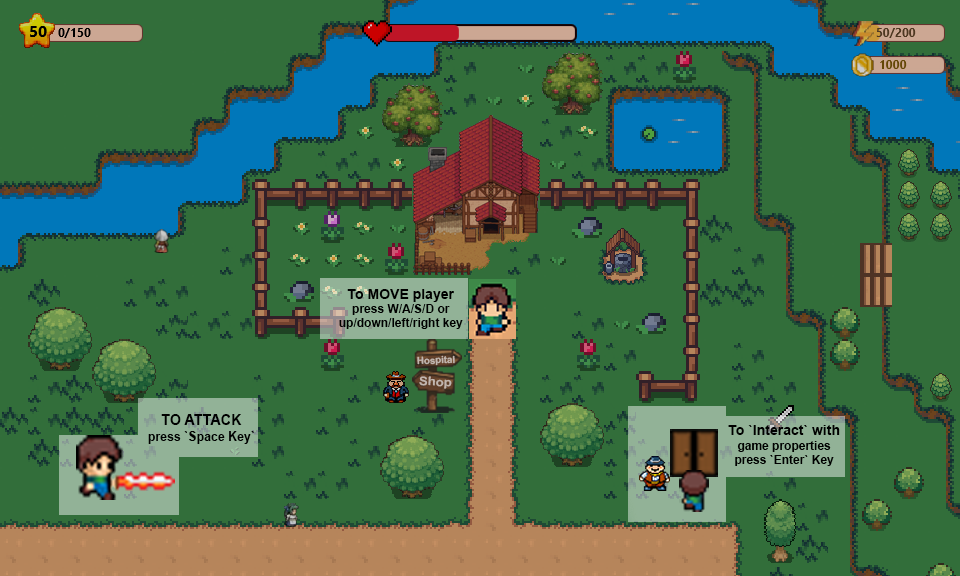 50 0/150
50/200
1000
To MOVE player
press W/A/S/D or
up/down/left/right key
Hospital
Shop
TO ATTACK
press `Space Key`
To `Interact` with
game properties
press `Enter` Key